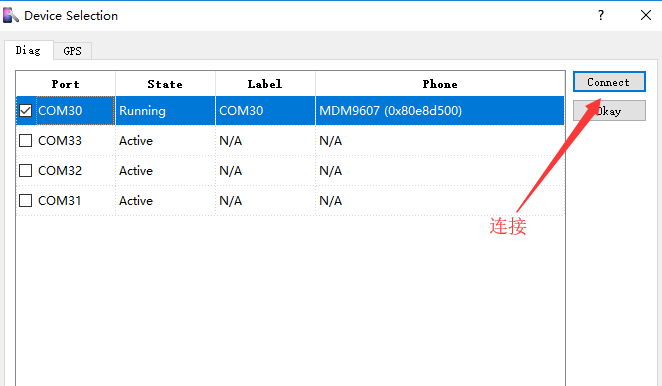 Device Selection
Diag GPS
Port State Label Phone
COM30 Running COM30 MDM9607 (0x80e8d500)
COM33 Active N/A N/A
COM32 Active N/A N/A
COM31 Active N/A N/A
Connect
Okay
连接